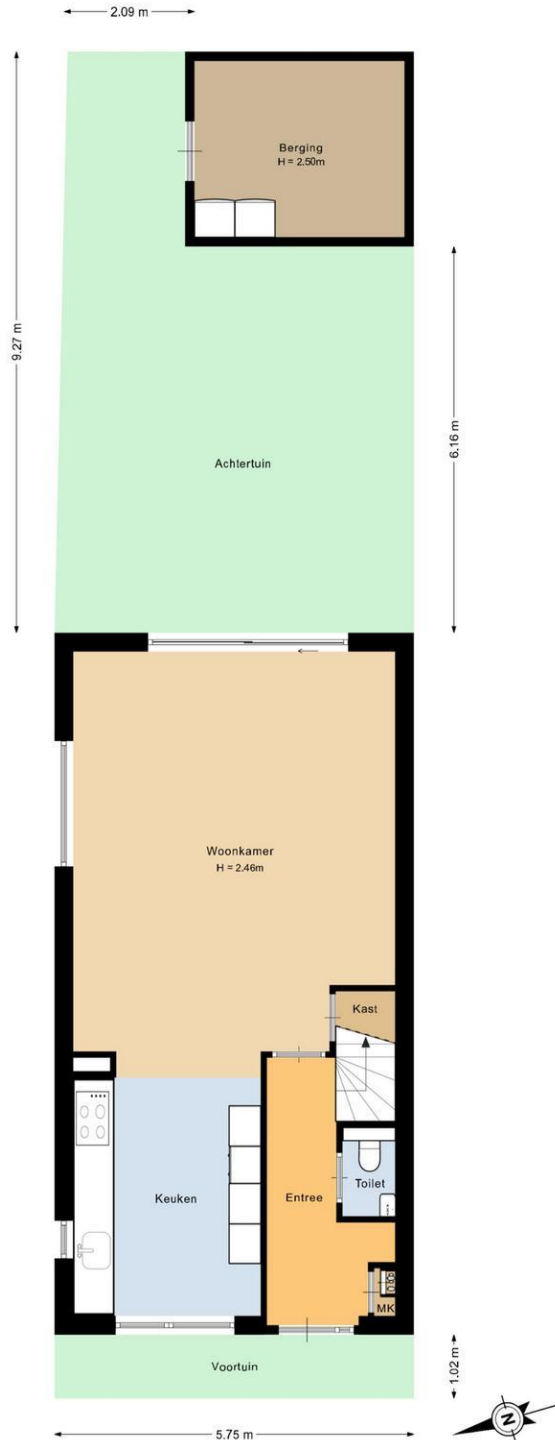 2.09 m
Berging
H = 2.50m
9.27 m
6.16 m
Achtertuin
Woonkamer
H = 2.46m
Kast
Toilet
Keuken
Entree
MK
Voortuin
1.02 m
5.75 m
N